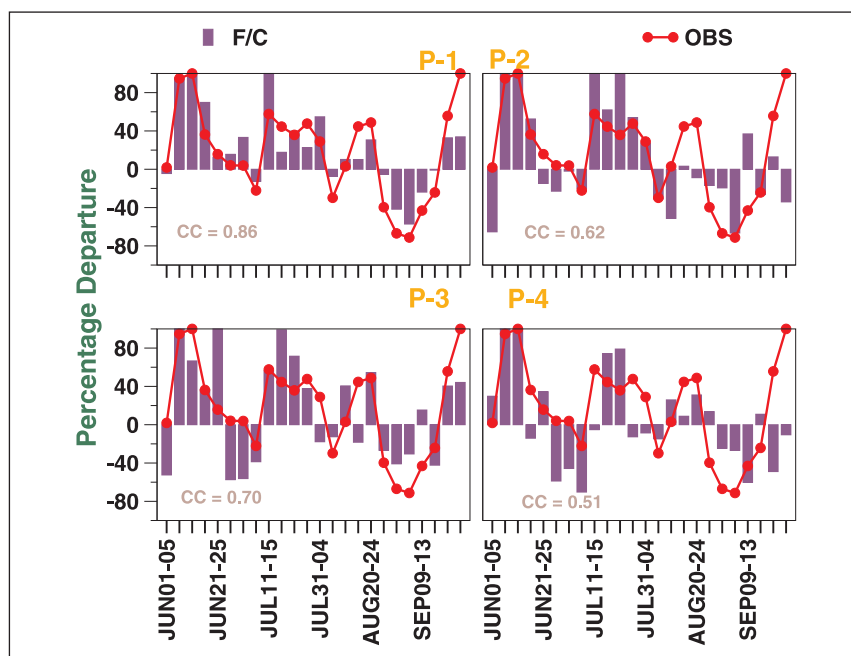 F/C OBS
P-1 P-2
Percentage Departure
80
40
0
-40
-80
CC = 0.86
CC = 0.62
P-3 P-4
80
40
0
-40
-80
CC = 0.70
CC = 0.51
JUN01-05
JUN21-25
JUL11-15
JUL31-04
AUG20-24
SEP09-13
JUN01-05
JUN21-25
JUL11-15
JUL31-04
AUG20-24
SEP09-13